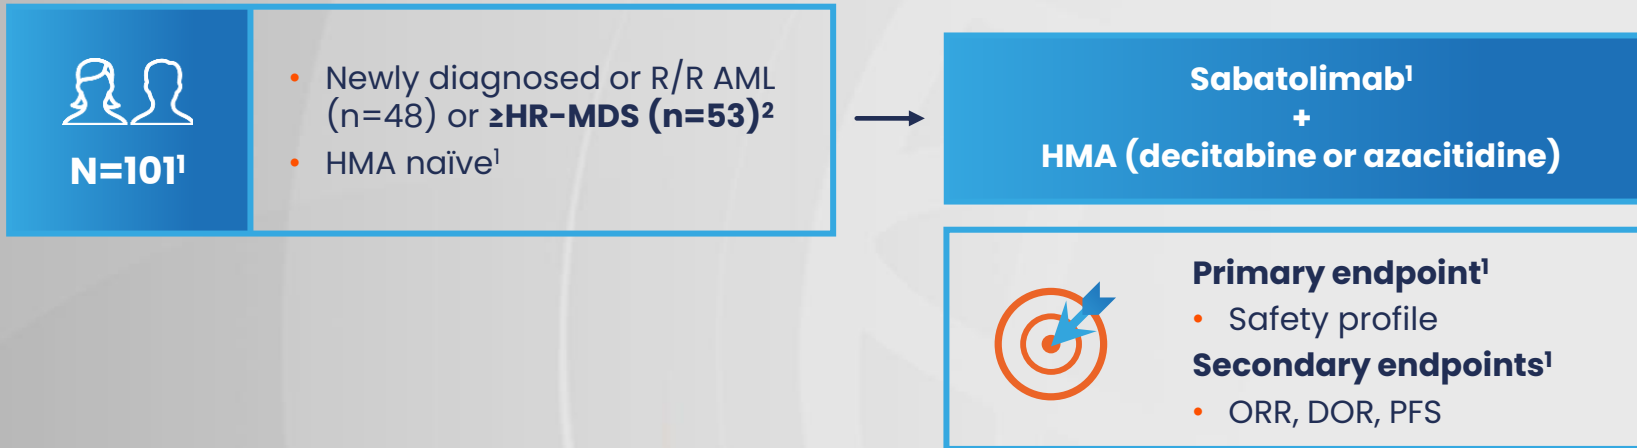 N=101¹
• Newly diagnosed or R/R AML
(n=48) or ≥HR-MDS (n=53)²
• HMA naïve¹
Sabatolimab¹
+
HMA (decitabine or azacitidine)
Primary endpoint¹
• Safety profile
Secondary endpoints¹
• ORR, DOR, PFS